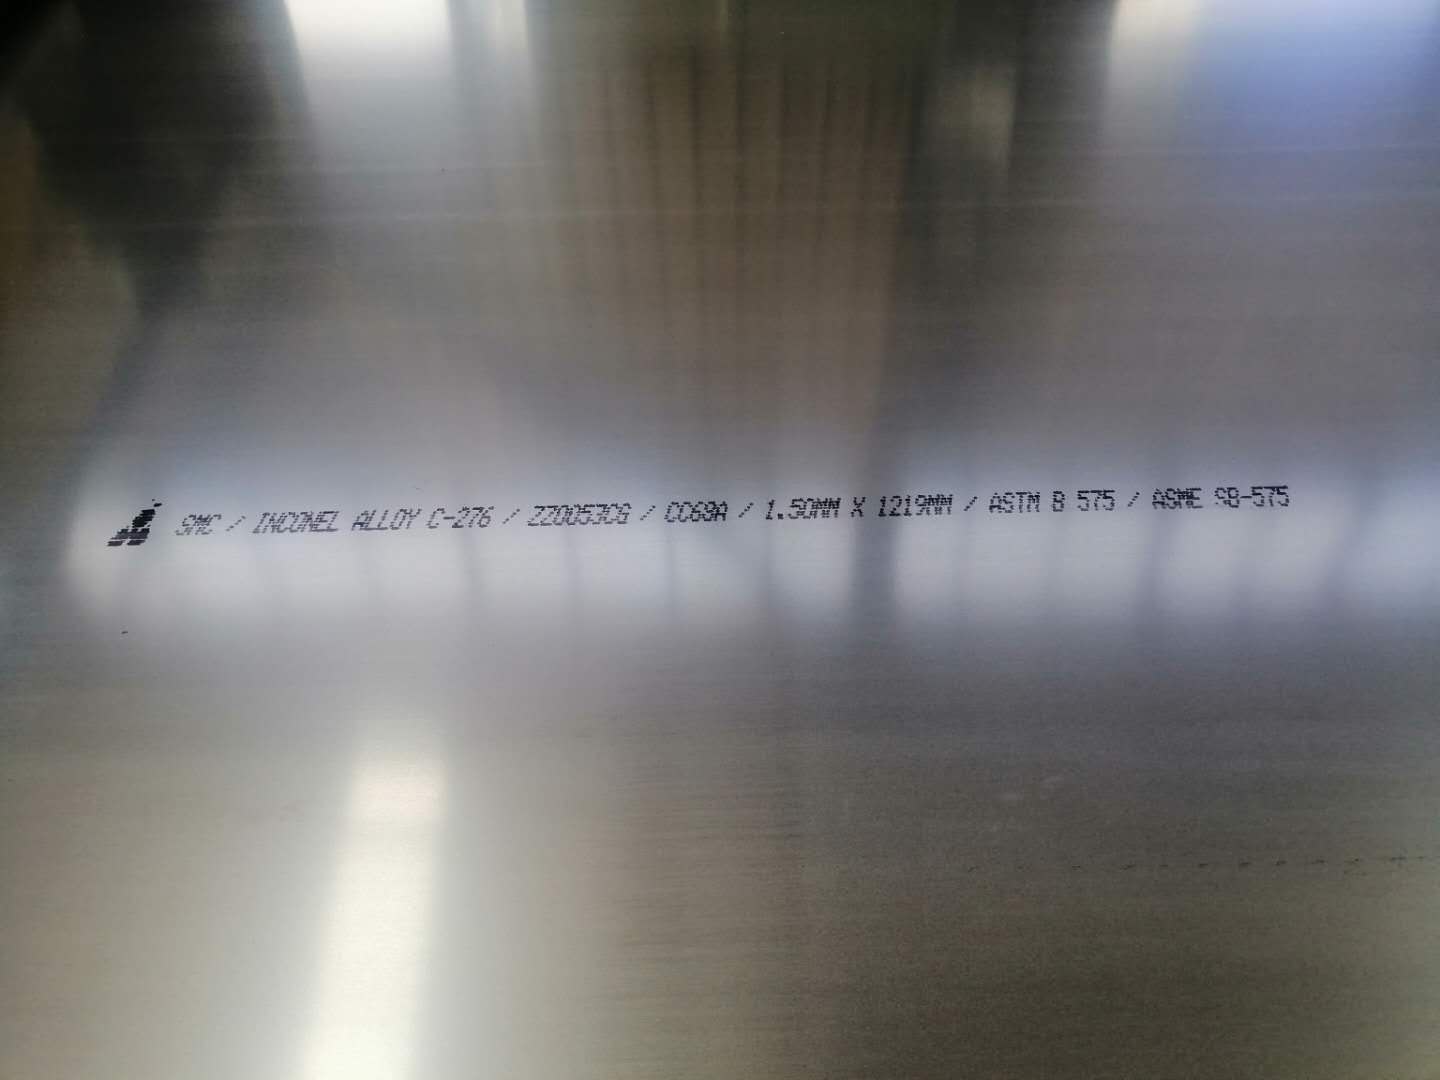 SMC / INCONEL ALLOY C-276 / ZZ0053CG / CC69A / 1.50MM X 1219MM / ASTM B 575 / ASME SB-575